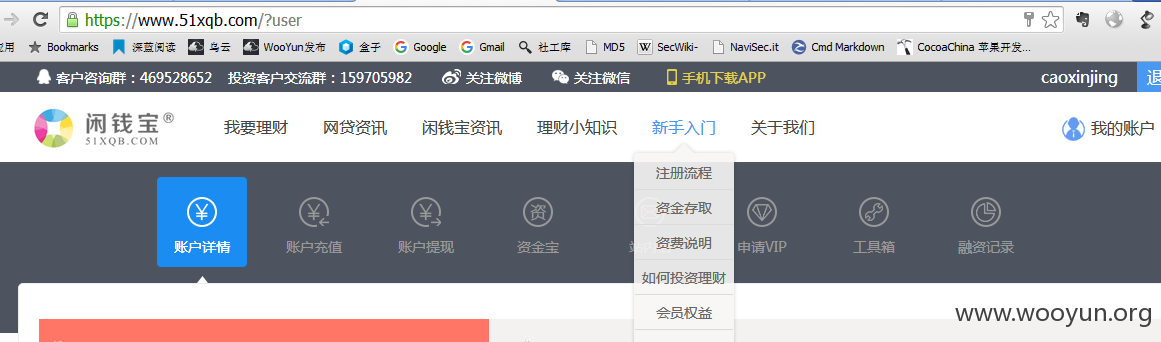 https://www.51xqb.com/?user
应用 Bookmarks 深蓝阅读 乌云 WooYun发布 盒子 Google Gmail 社工库 MD5 SecWiki- NaviSec.it Cmd Markdown CocoaChina 苹果开发...
客户咨询群：469528652 投资客户交流群：159705982 关注微博 关注微信 手机下载APP caoxinjing 退
闲钱宝® 我要理财 网贷资讯 闲钱宝资讯 理财小知识 新手入门 关于我们 我的账户
51XQB.COM
注册流程
资金存取
资费说明
如何投资理财
会员权益
账户详情 账户充值 账户提现 资金宝 申请VIP 工具箱 融资记录
www.wooyun.org